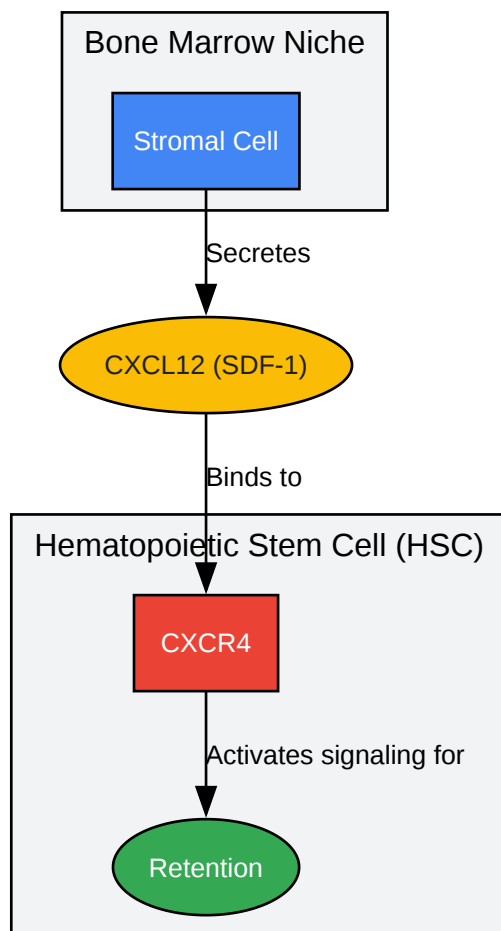 Bone Marrow Niche
Stromal Cell
Secretes
CXCL12 (SDF-1)
Binds to
Hematopoietic Stem Cell (HSC)
CXCR4
Activates signaling for
Retention